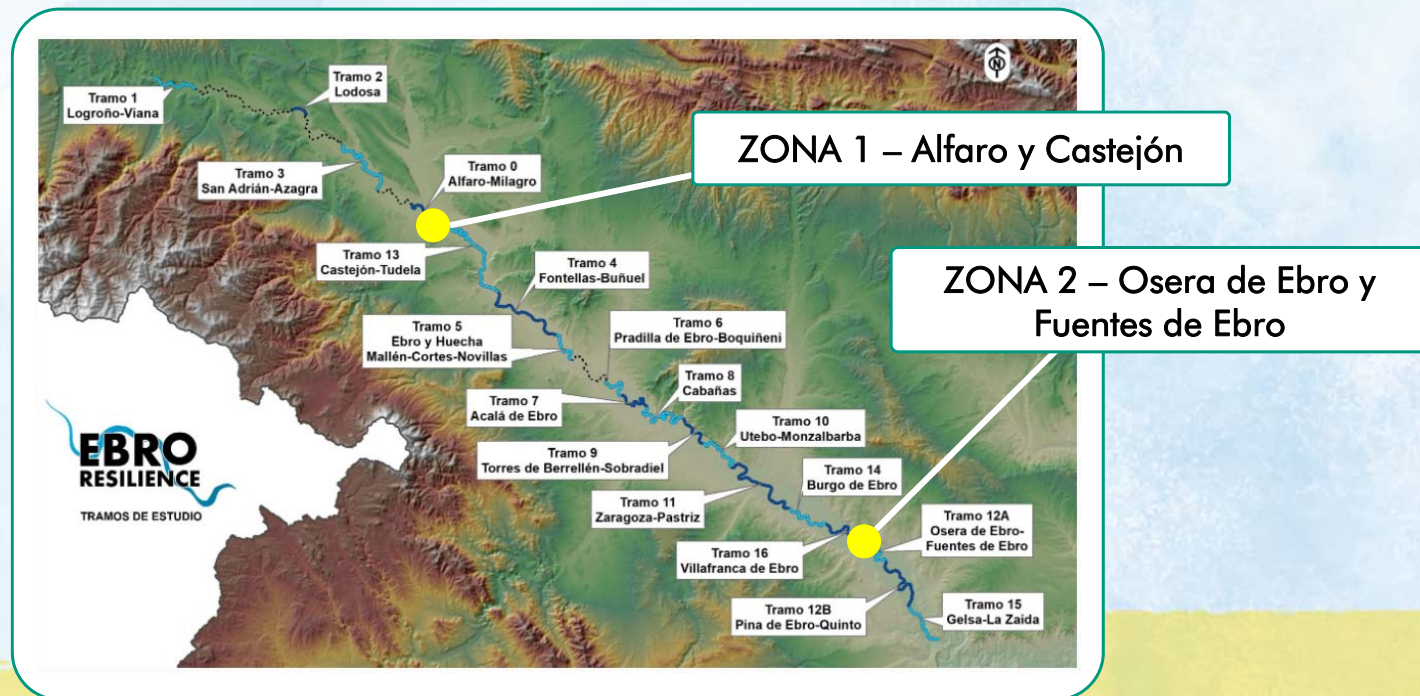 N
Tramo 1
Logroño-Viana
Tramo 2
Lodosa
Tramo 3
San Adrián-Azagra
Tramo 0
Alfaro-Milagro
ZONA 1 – Alfaro y Castejón
Tramo 13
Castejón-Tudela
Tramo 4
Fontellas-Buñuel
ZONA 2 – Osera de Ebro y
Fuentes de Ebro
Tramo 5
Ebro y Huecha
Mallén-Cortes-Novillas
Tramo 6
Pradilla de Ebro-Boquiñeni
Tramo 8
Cabañas
Tramo 7
Acalá de Ebro
Tramo 10
Utebo-Monzalbarba
Tramo 9
Torres de Berrellén-Sobradiel
Tramo 14
Burgo de Ebro
Tramo 11
Zaragoza-Pastriz
Tramo 12A
Osera de Ebro-
Fuentes de Ebro
Tramo 16
Villafranca de Ebro
Tramo 12B
Pina de Ebro-Quinto
Tramo 15
Gelsa-La Zaida
EBRO
RESILIENCE
TRAMOS DE ESTUDIO